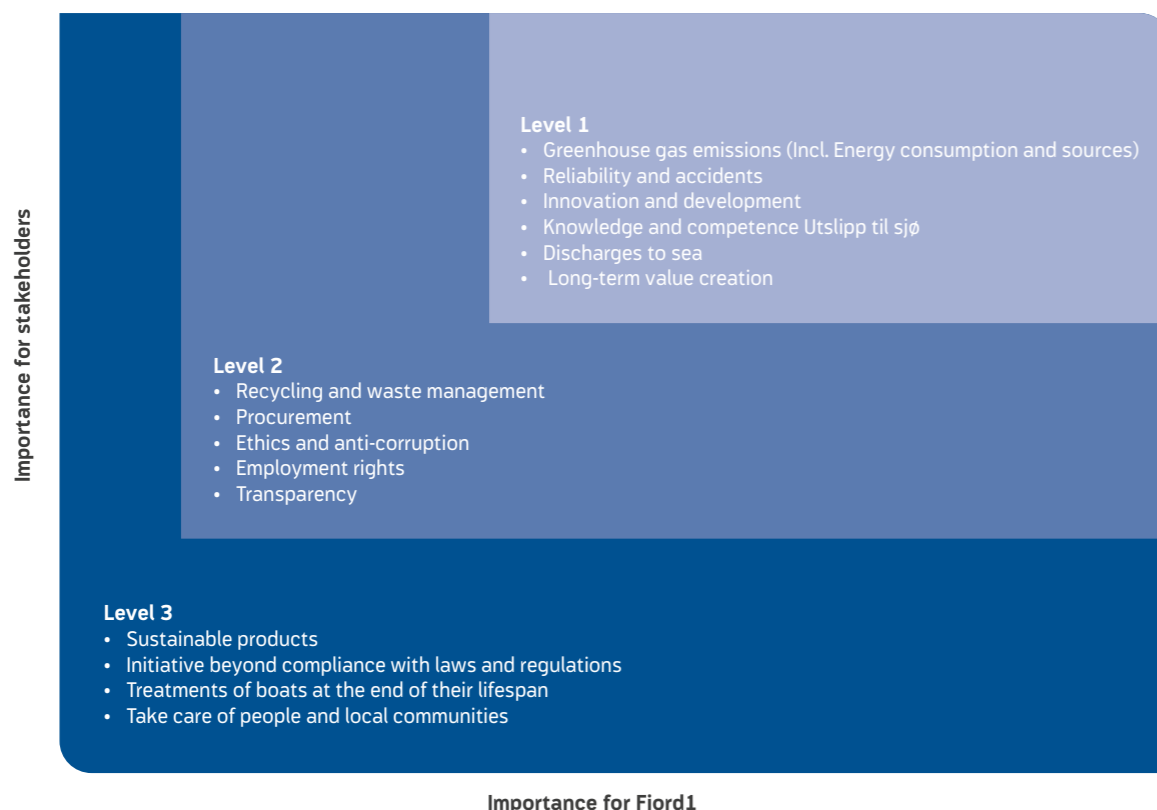 Importance for stakeholders
Level 1
• Greenhouse gas emissions (Incl. Energy consumption and sources)
• Reliability and accidents
• Innovation and development
• Knowledge and competence Utslipp til sjø
• Discharges to sea
• Long-term value creation
Level 2
• Recycling and waste management
• Procurement
• Ethics and anti-corruption
• Employment rights
• Transparency
Level 3
• Sustainable products
• Initiative beyond compliance with laws and regulations
• Treatments of boats at the end of their lifespan
• Take care of people and local communities
Importance for Fjord1